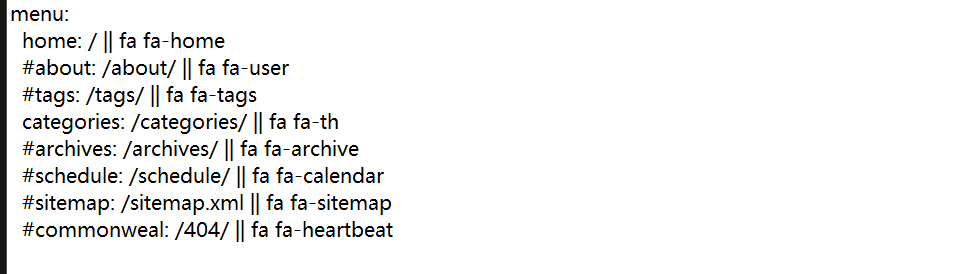 menu:
  home: / || fa fa-home
  #about: /about/ || fa fa-user
  #tags: /tags/ || fa fa-tags
  categories: /categories/ || fa fa-th
  #archives: /archives/ || fa fa-archive
  #schedule: /schedule/ || fa fa-calendar
  #sitemap: /sitemap.xml || fa fa-sitemap
  #commonweal: /404/ || fa fa-heartbeat